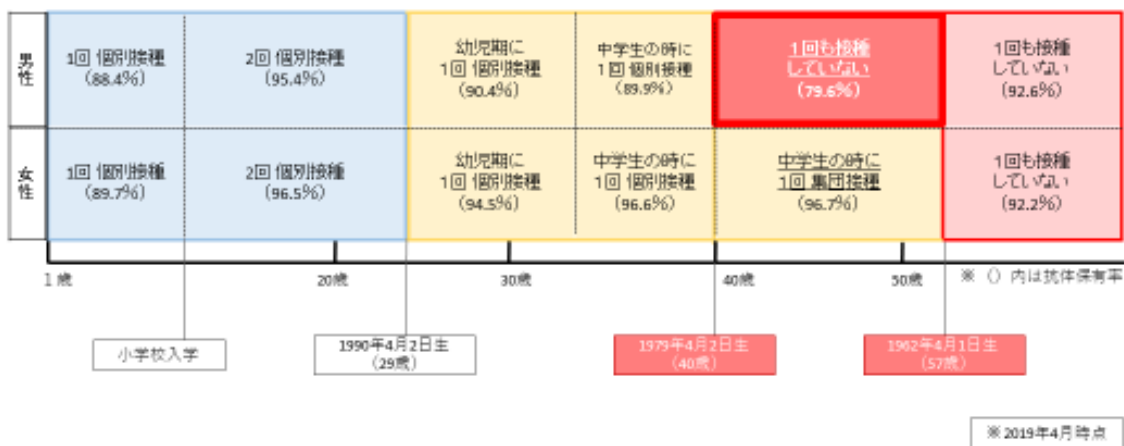 男性
1回 個別接種
(88.4%)
2回 個別接種
(95.4%)
幼児期に
1回 個別接種
(90.4%)
中学生の時に
1回 個別接種
(89.9%)
1回も接種
していない
(79.6%)
1回も接種
していない
(92.6%)
女性
1回 個別接種
(89.7%)
2回 個別接種
(96.5%)
幼児期に
1回 個別接種
(94.5%)
中学生の時に
1回 個別接種
(96.6%)
中学生の時に
1回 集団接種
(96.7%)
1回も接種
していない
(92.2%)
1歳
20歳
30歳
40歳
50歳
※ () 内は抗体保有率
小学校入学
1990年4月2日生
(29歳)
1979年4月2日生
(40歳)
1962年4月1日生
(57歳)
※2019年4月時点